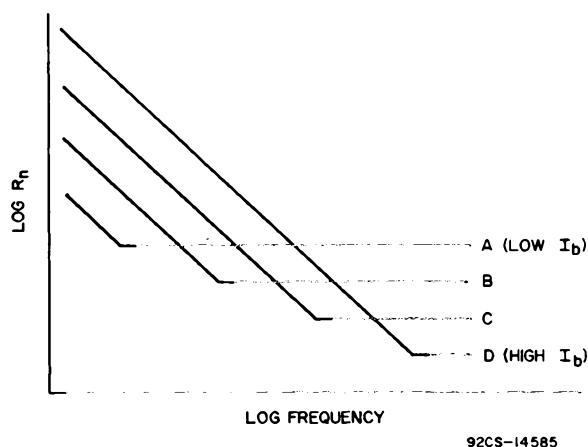 LOG Rn
A (LOW Ib)
B
C
D (HIGH Ib)
LOG FREQUENCY
92CS-14585